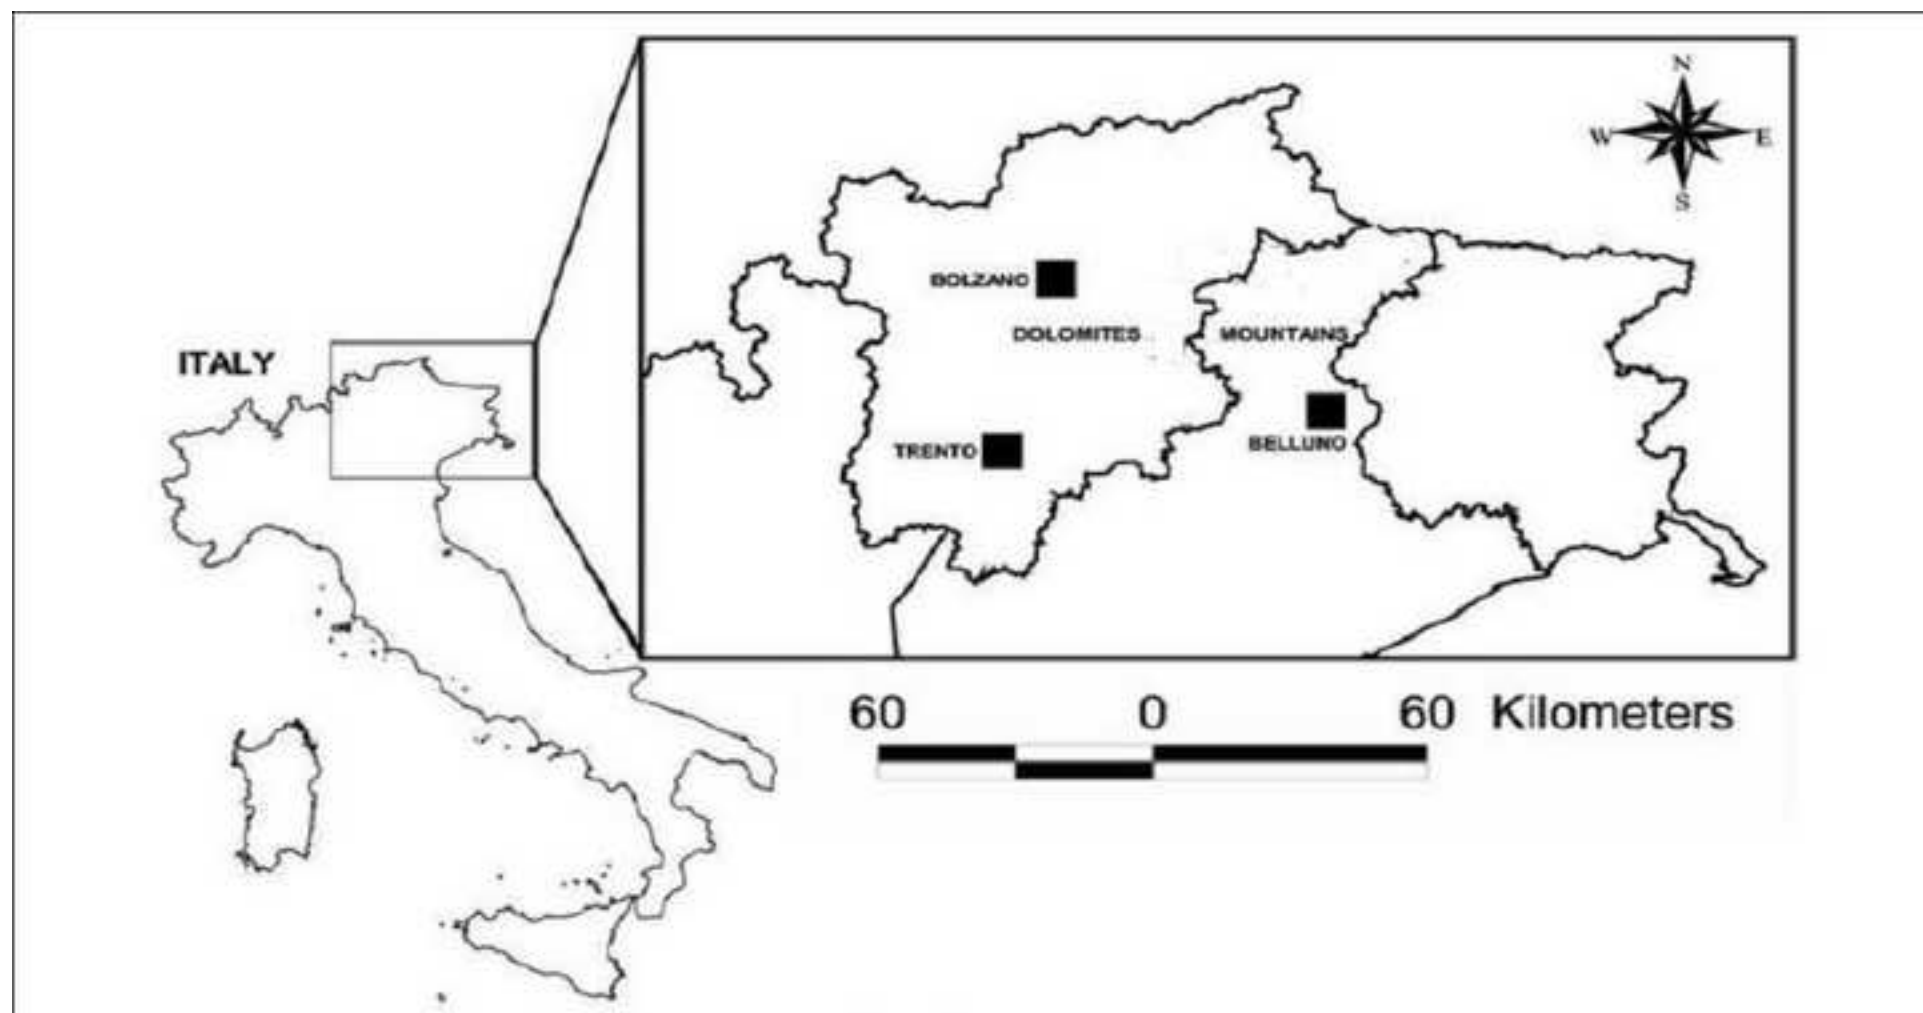 N
W E
S
BOLZANO
DOLOMITES MOUNTAINS
ITALY
BELLUNO
TRENTO
60 0 60 Kilometers